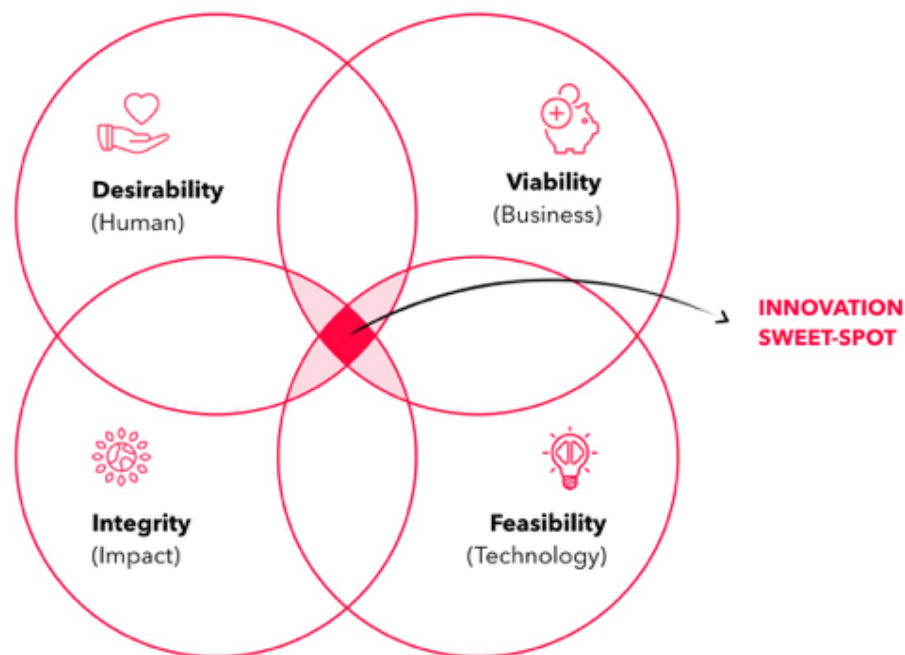 Desirability
(Human)
Viability
(Business)
INNOVATION
SWEET-SPOT
Integrity
(Impact)
Feasibility
(Technology)